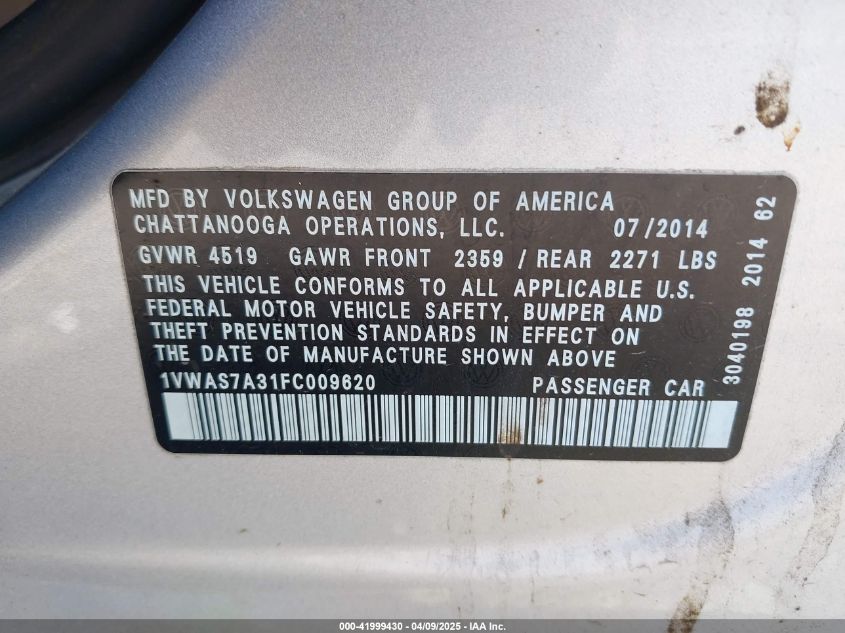 MFD BY VOLKSWAGEN GROUP OF AMERICA
CHATTANOOGA OPERATIONS, LLC. 07/2014
GVWR 4519 GAWR FRONT 2359 / REAR 2271 LBS
THIS VEHICLE CONFORMS TO ALL APPLICABLE U.S.
FEDERAL MOTOR VEHICLE SAFETY, BUMPER AND
THEFT PREVENTION STANDARDS IN EFFECT ON
THE DATE OF MANUFACTURE SHOWN ABOVE
1VWAS7A31FC009620 PASSENGER CAR
3040198 2014 62
000-41999430 - 04/09/2025 - IAA Inc.